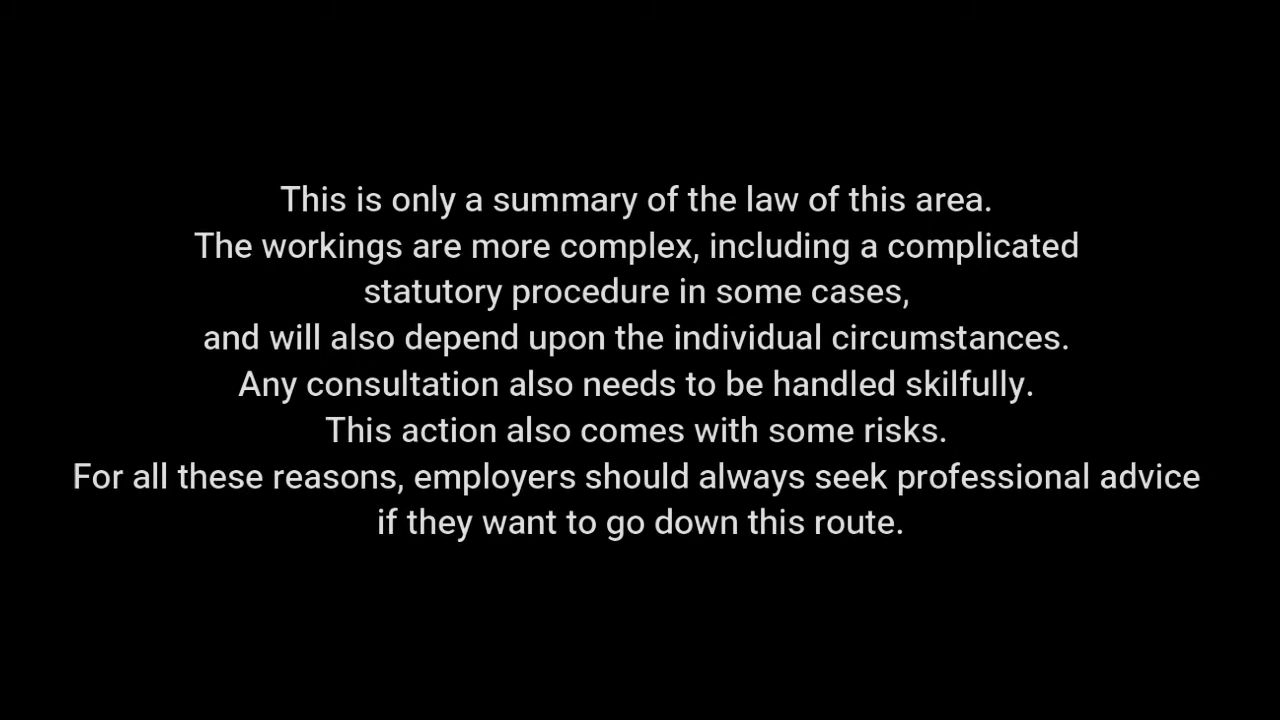 This is only a summary of the law of this area.
The workings are more complex, including a complicated
statutory procedure in some cases,
and will also depend upon the individual circumstances.
Any consultation also needs to be handled skilfully.
This action also comes with some risks.
For all these reasons, employers should always seek professional advice
if they want to go down this route.